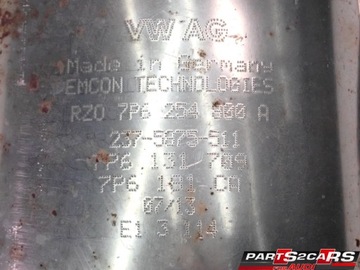 VW AG
Made in Germany
EMCON TECHNOLOGIES
RZO 7P6 254 800 A
237-5875-511
7P6 131 709
7P6 181 CA
07/13
E1 3 114
PARTS2CARS